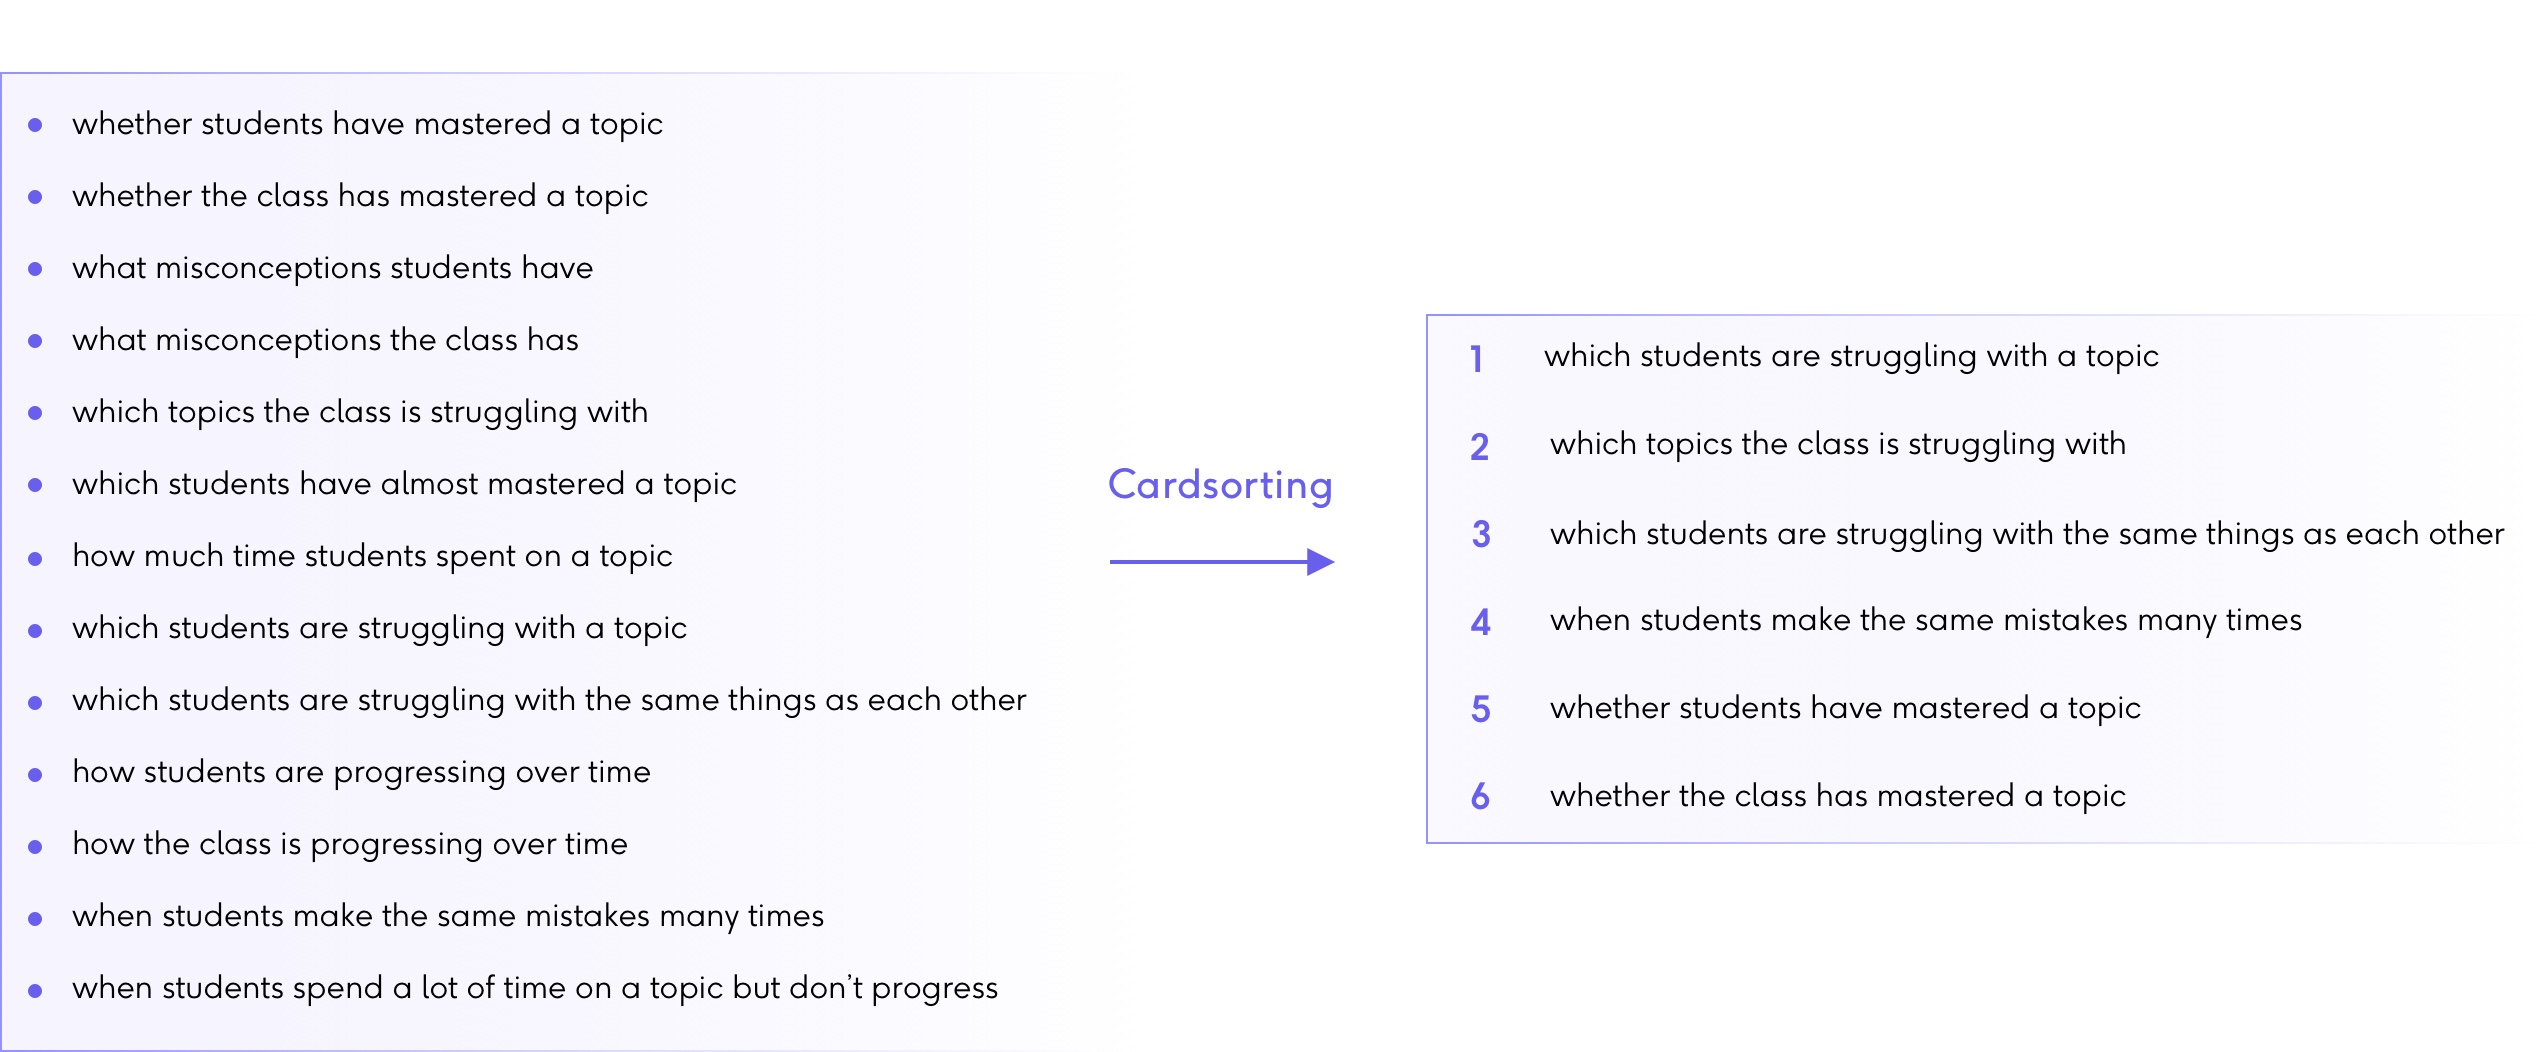 whether students have mastered a topic
whether the class has mastered a topic
what misconceptions students have
what misconceptions the class has
which topics the class is struggling with
which students have almost mastered a topic
how much time students spent on a topic
which students are struggling with a topic
which students are struggling with the same things as each other
how students are progressing over time
how the class is progressing over time
when students make the same mistakes many times
when students spend a lot of time on a topic but don’t progress
Cardsorting
1 which students are struggling with a topic
2 which topics the class is struggling with
3 which students are struggling with the same things as each other
4 when students make the same mistakes many times
5 whether students have mastered a topic
6 whether the class has mastered a topic